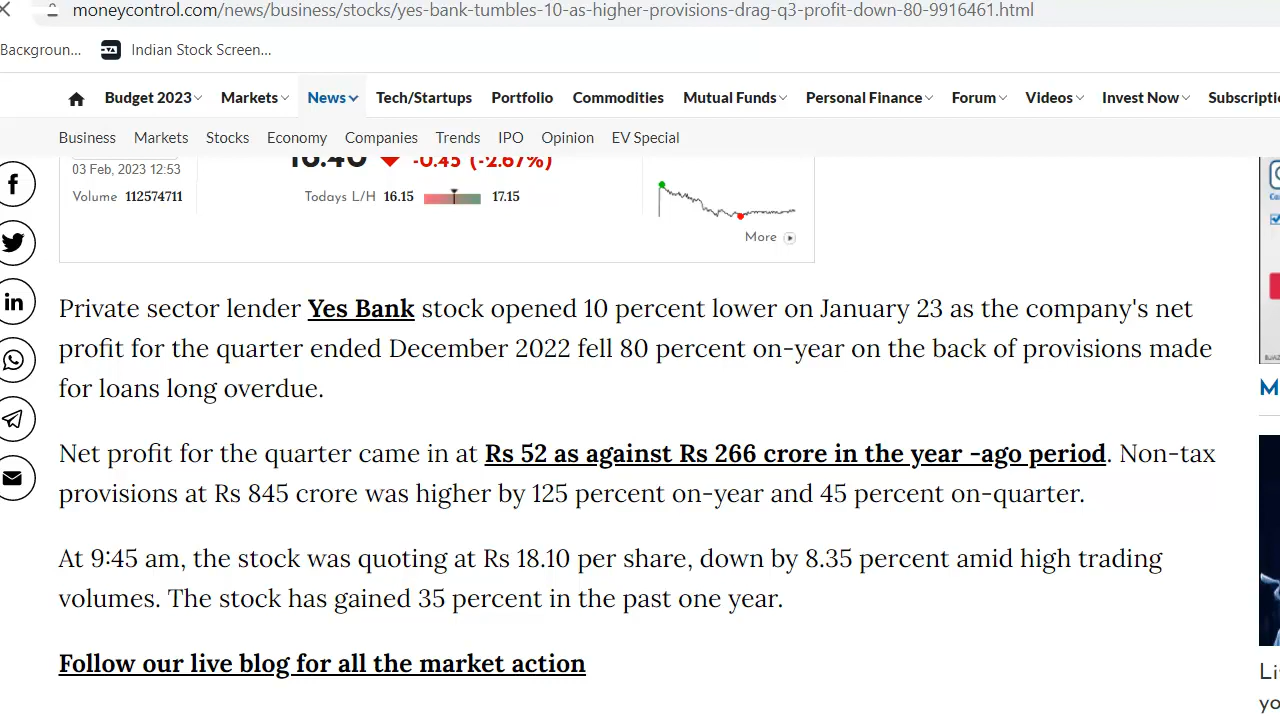 moneycontrol.com/news/business/stocks/yes-bank-tumbles-10-as-higher-provisions-drag-q3-profit-down-80-9916461.html
Backgroun... Indian Stock Screen...
Budget 2023 Markets News Tech/Startups Portfolio Commodities Mutual Funds Personal Finance Forum Videos Invest Now Subscripti
Business Markets Stocks Economy Companies Trends IPO Opinion EV Special
16.40 -0.45 (-2.67%)
03 Feb, 2023 12:53
Volume 112574711 Todays L/H 16.15 17.15
More
Private sector lender Yes Bank stock opened 10 percent lower on January 23 as the company's net
profit for the quarter ended December 2022 fell 80 percent on-year on the back of provisions made
for loans long overdue.
Net profit for the quarter came in at Rs 52 as against Rs 266 crore in the year -ago period. Non-tax
provisions at Rs 845 crore was higher by 125 percent on-year and 45 percent on-quarter.
At 9:45 am, the stock was quoting at Rs 18.10 per share, down by 8.35 percent amid high trading
volumes. The stock has gained 35 percent in the past one year.
Follow our live blog for all the market action
M
Li
yo